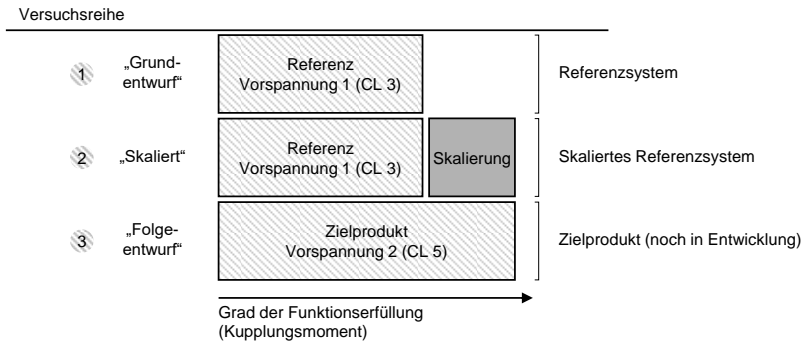 Versuchsreihe
1
„Grund-
entwurf“
Referenz
Vorspannung 1 (CL 3)
Referenzsystem
2
„Skaliert“
Referenz
Vorspannung 1 (CL 3)
Skalierung
Skaliertes Referenzsystem
3
„Folge-
entwurf“
Zielprodukt
Vorspannung 2 (CL 5)
Zielprodukt (noch in Entwicklung)
Grad der Funktionserfüllung
(Kupplungsmoment)